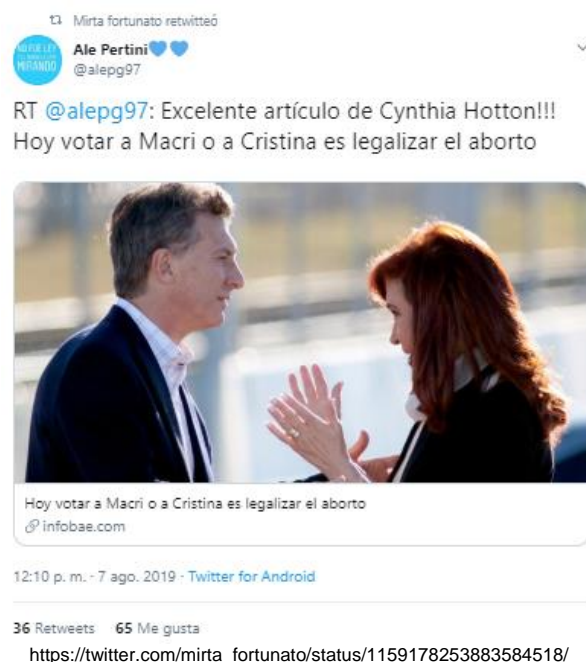 Mirta fortunato retwitteó
Ale Pertini💙💙
@alepg97
RT @alepg97: Excelente artículo de Cynthia Hotton!!!
Hoy votar a Macri o a Cristina es legalizar el aborto
Hoy votar a Macri o a Cristina es legalizar el aborto
infobae.com
12:10 p. m. · 7 ago. 2019 · Twitter for Android
36 Retweets 65 Me gusta
https://twitter.com/mirta_fortunato/status/1159178253883584518/